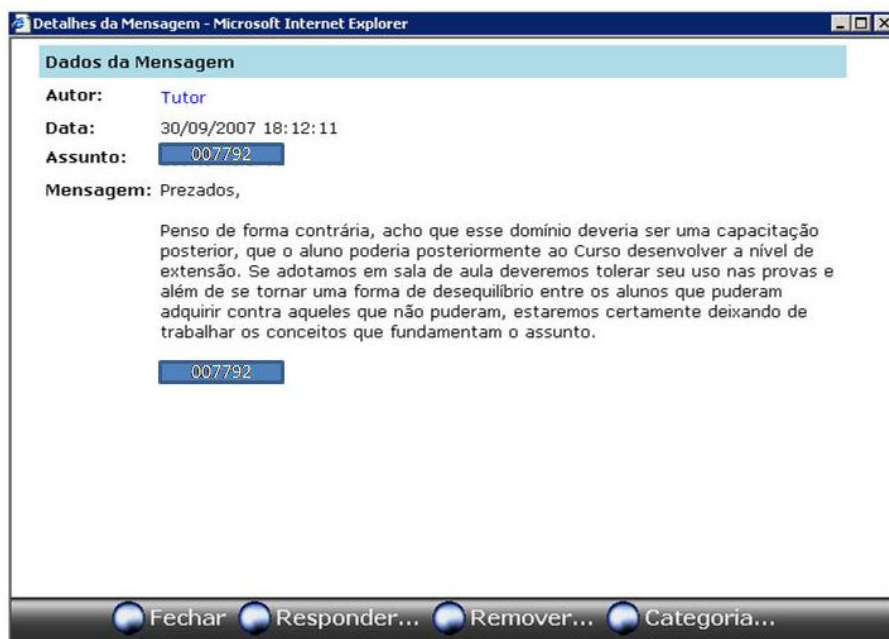 Detalhes da Mensagem - Microsoft Internet Explorer
Dados da Mensagem
Autor: Tutor
Data: 30/09/2007 18:12:11
Assunto: 007792
Mensagem: Prezados,
Penso de forma contrária, acho que esse domínio deveria ser uma capacitação
posterior, que o aluno poderia posteriormente ao Curso desenvolver a nível de
extensão. Se adotamos em sala de aula deveremos tolerar seu uso nas provas e
além de se tornar uma forma de desequilíbrio entre os alunos que puderam
adquirir contra aqueles que não puderam, estaremos certamente deixando de
trabalhar os conceitos que fundamentam o assunto.
007792
Fechar Responder... Remover... Categoria...